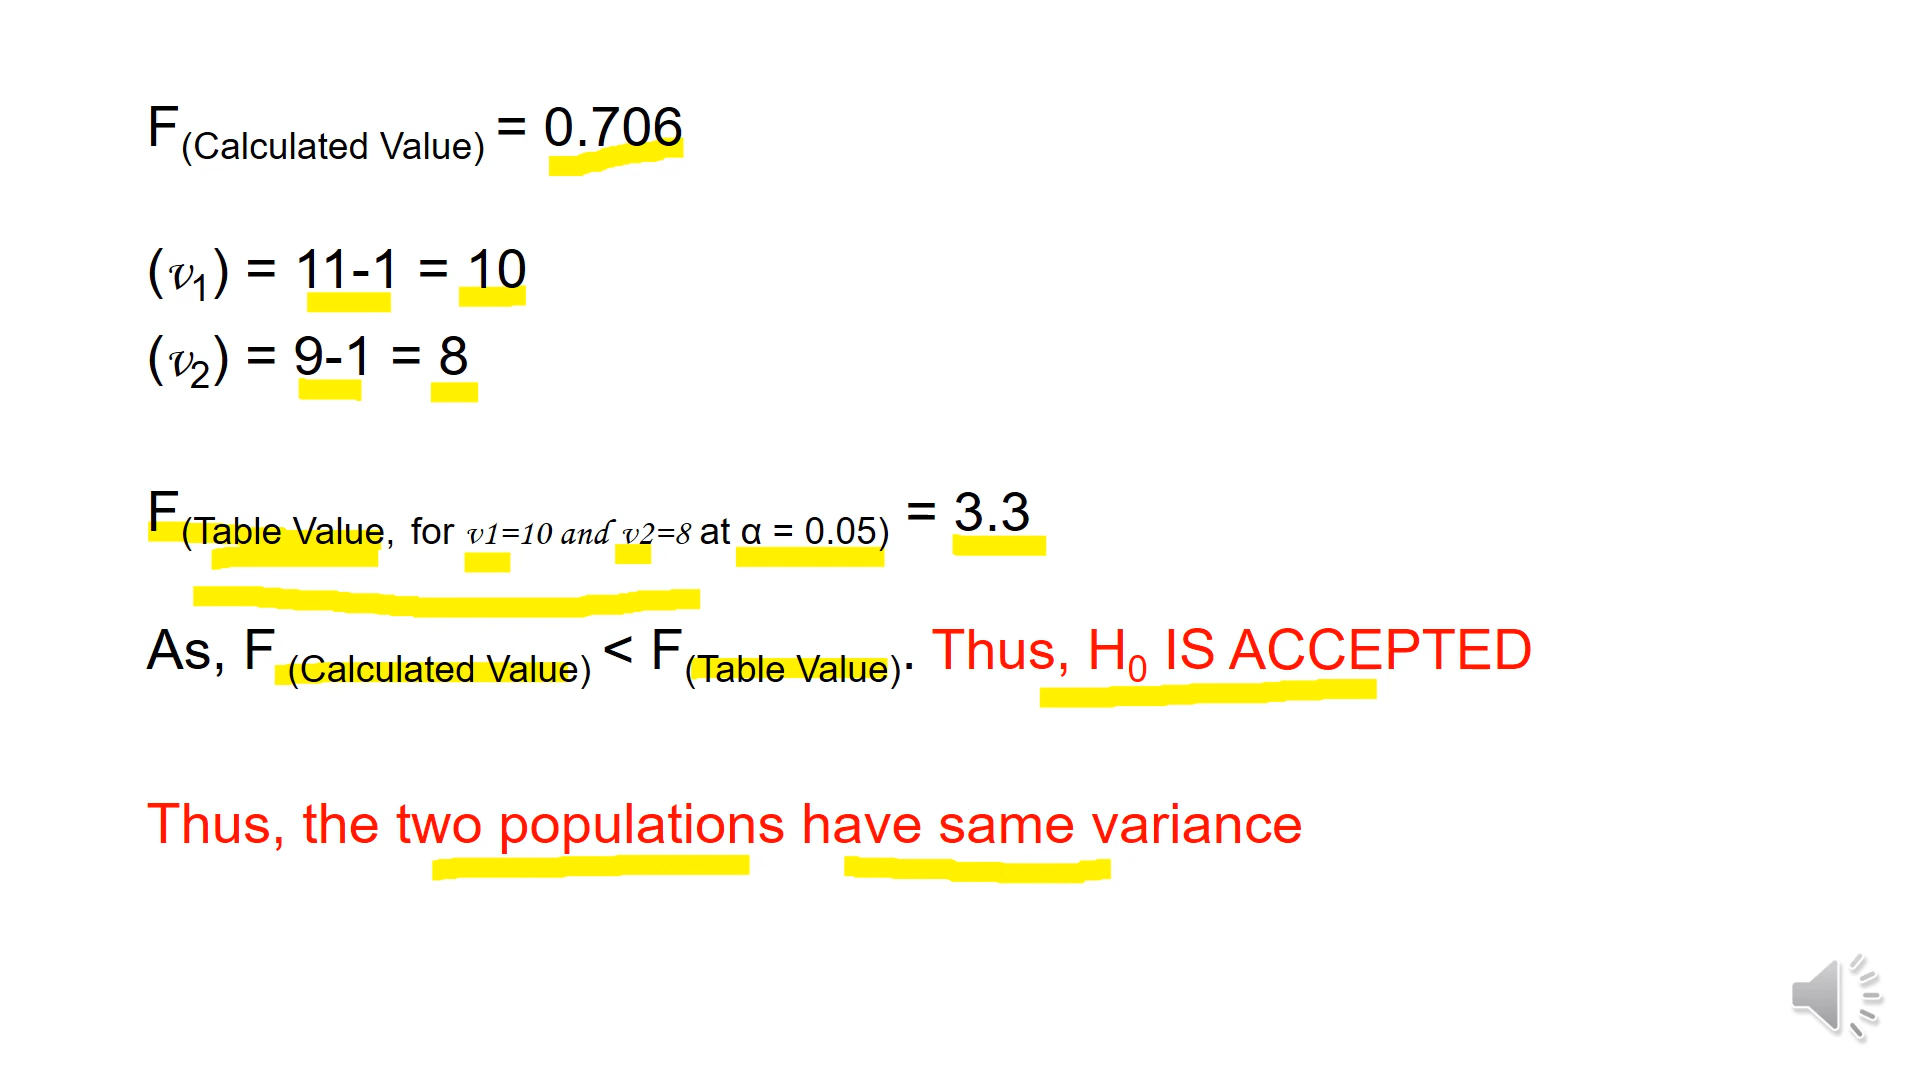 F(Calculated Value) = 0.706
(v1) = 11-1 = 10
(v2) = 9-1 = 8
F(Table Value, for v1=10 and v2=8 at α = 0.05) = 3.3
As, F (Calculated Value) < F(Table Value). Thus, H0 IS ACCEPTED
Thus, the two populations have same variance